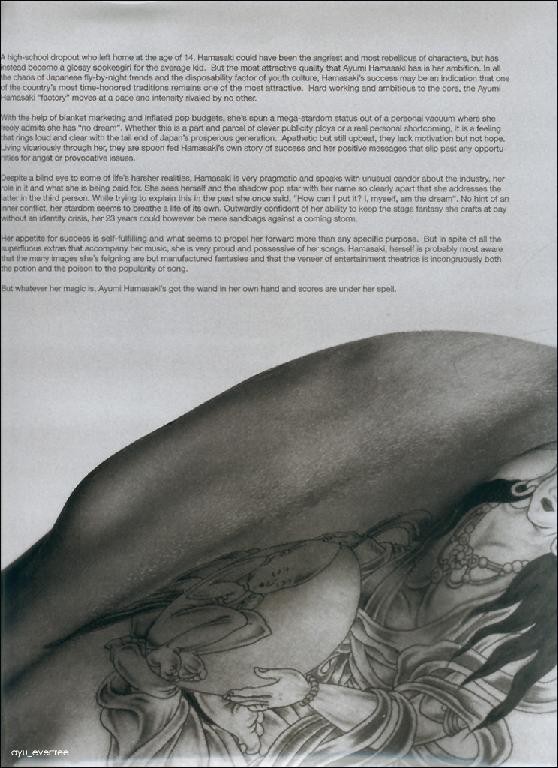 A high-school dropout who left home at the age of 14, Hamasaki could have been the angriest and most rebellious of characters, but has
instead become a glossy spokesgirl for the average kid.  But the most attractive quality that Ayumi Hamasaki has is her ambition. In all
the chaos of Japanese fly-by-night trends and the disposability factor of youth culture, Hamasaki's success may be an indication that one
of the country's most time-honored traditions remains one of the most attractive.  Hard working and ambitious to the core, the Ayumi
Hamasaki "factory" moves at a pace and intensity rivaled by no other.
With the help of blanket marketing and inflated pop budgets, she's spun a mega-stardom status out of a personal vacuum where she
freely admits she has "no dream". Whether this is a part and parcel of clever publicity ploys or a real personal shortcoming, it is a feeling
that rings loud and clear with the tail end of Japan's prosperous generation.  Apathetic but still upbeat, they lack motivation but not hope.
Living vicariously through her, they are spoon fed Hamasaki's own story of success and her positive messages that slip past any opportu
nities for angst or provocative issues.
Despite a blind eye to some of life's harsher realities, Hamasaki is very pragmatic and speaks with unusual candor about the industry, her
role in it and what she is being paid for. She sees herself and the shadow pop star with her name so clearly apart that she addresses the
latter in the third person. While trying to explain this in the past she once said, "How can I put it? I, myself, am the dream". No hint of an
inner conflict, her stardom seems to breathe a life of its own. Outwardly confident of her ability to keep the stage fantasy she crafts at bay
without an identity crisis, her 23 years could however be mere sandbags against a coming storm.
Her appetite for success is self-fulfilling and what seems to propel her forward more than any specific purpose.  But in spite of all the
superfluous extras that accompany her music, she is very proud and possessive of her songs. Hamasaki, herself is probably most aware
that the many images she's feigning are but manufactured fantasies and that the veneer of entertainment theatrics is incongruously both
the potion and the poison to the popularity of song.
But whatever her magic is, Ayumi Hamasaki's got the wand in her own hand and scores are under her spell.
ayu_everfree